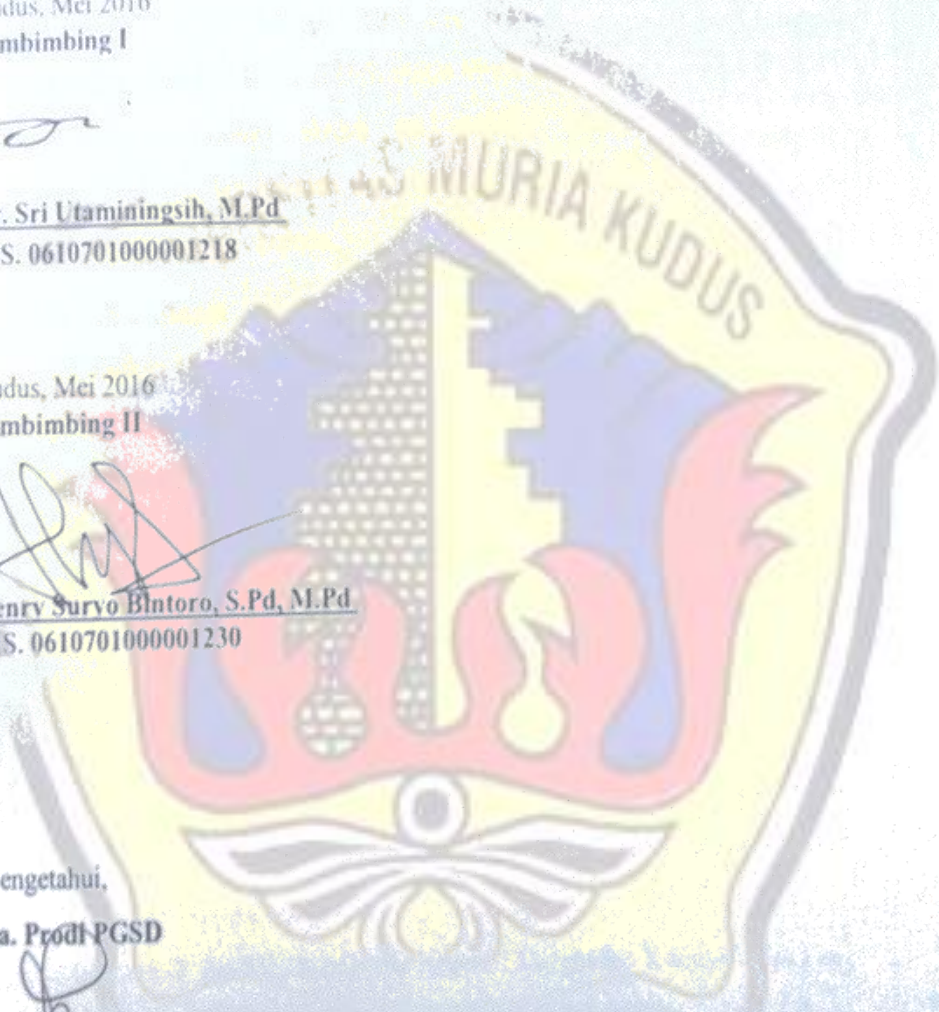 dus, Mei 2016
mbimbing I
MURIA KUDUS
. Sri Utaminingsih, M.Pd
S. 0610701000001218
dus, Mei 2016
mbimbing II
enry Suryo Bintoro, S.Pd, M.Pd
S. 0610701000001230
engetahui,
a. Prodi PGSD